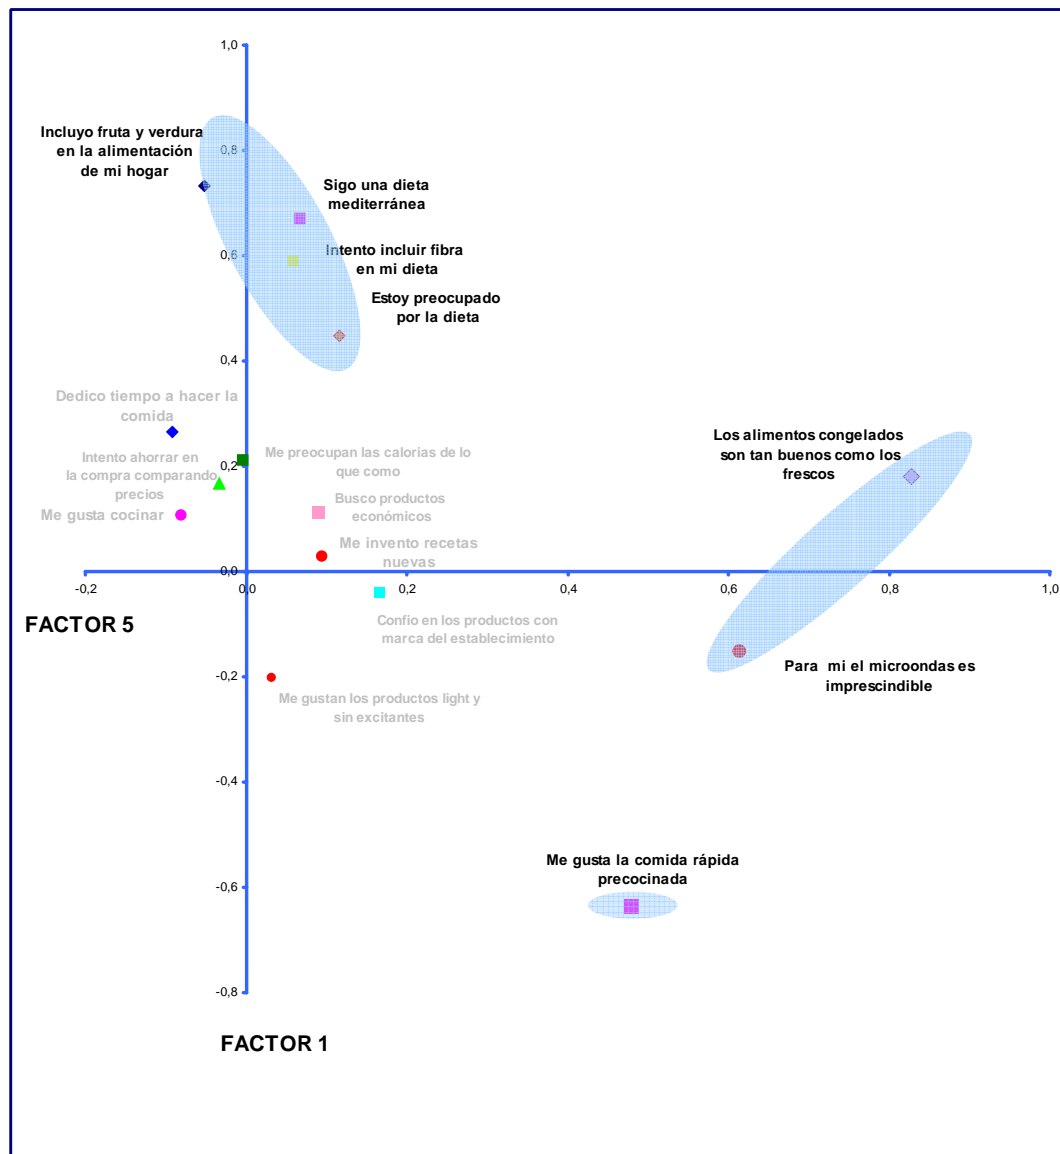 1,0
Incluyo fruta y verdura
en la alimentación
de mi hogar
0,8
Sigo una dieta
mediterránea
Intento incluir fibra
en mi dieta
0,6
Estoy preocupado
por la dieta
0,4
Dedico tiempo a hacer la
comida
Los alimentos congelados
son tan buenos como los
frescos
Intento ahorrar en
la compra comparando
precios
0,2
Me preocupan las calorias de lo
que como
Busco productos
económicos
Me gusta cocinar
Me invento recetas
nuevas
0,0
-0,2
0,0
0,2
0,4
0,6
0,8
1,0
FACTOR 5
Confio en los productos con
marca del establecimiento
Para mi el microondas es
imprescindible
-0,2
Me gustan los productos light y
sin excitantes
-0,4
Me gusta la comida rápida
precocinada
-0,6
-0,8
FACTOR 1